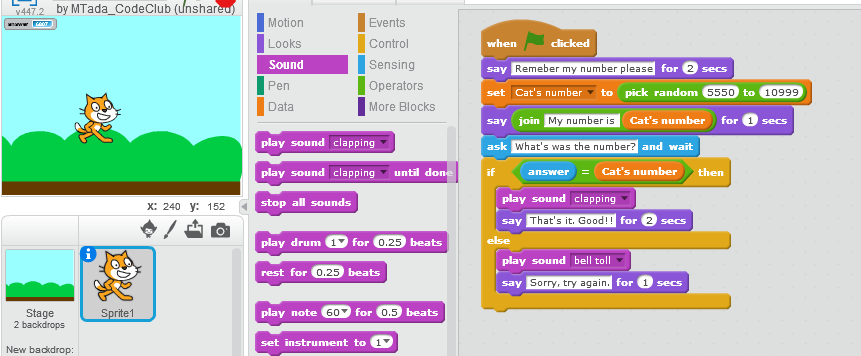 v447.2
by MTada_CodeClub (unshared)
answer
x: 240 y: 152
Stage
2 backdrops
New backdrop:
Sprite1
Motion
Looks
Sound
Pen
Data
Events
Control
Sensing
Operators
More Blocks
play sound clapping
play sound clapping until done
stop all sounds
play drum 1 for 0.25 beats
rest for 0.25 beats
play note 60 for 0.5 beats
set instrument to 1
when clicked
say Remeber my number please for 2 secs
set Cat's number to pick random 5550 to 10999
say join My number is Cat's number for 1 secs
ask What's was the number? and wait
if answer = Cat's number then
play sound clapping
say That's it. Good!! for 2 secs
else
play sound bell toll
say Sorry, try again. for 1 secs